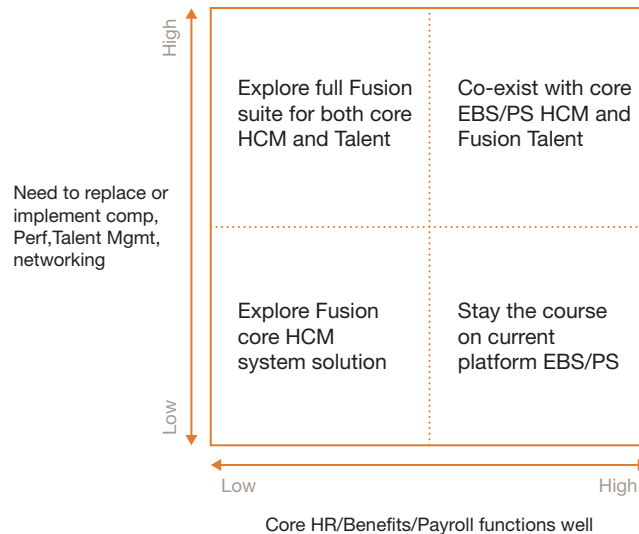 High
Explore full Fusion
suite for both core
HCM and Talent
Co-exist with core
EBS/PS HCM and
Fusion Talent
Need to replace or
implement comp,
Perf,Talent Mgmt,
networking
Explore Fusion
core HCM
system solution
Stay the course
on current
platform EBS/PS
Low
Low
High
Core HR/Benefits/Payroll functions well